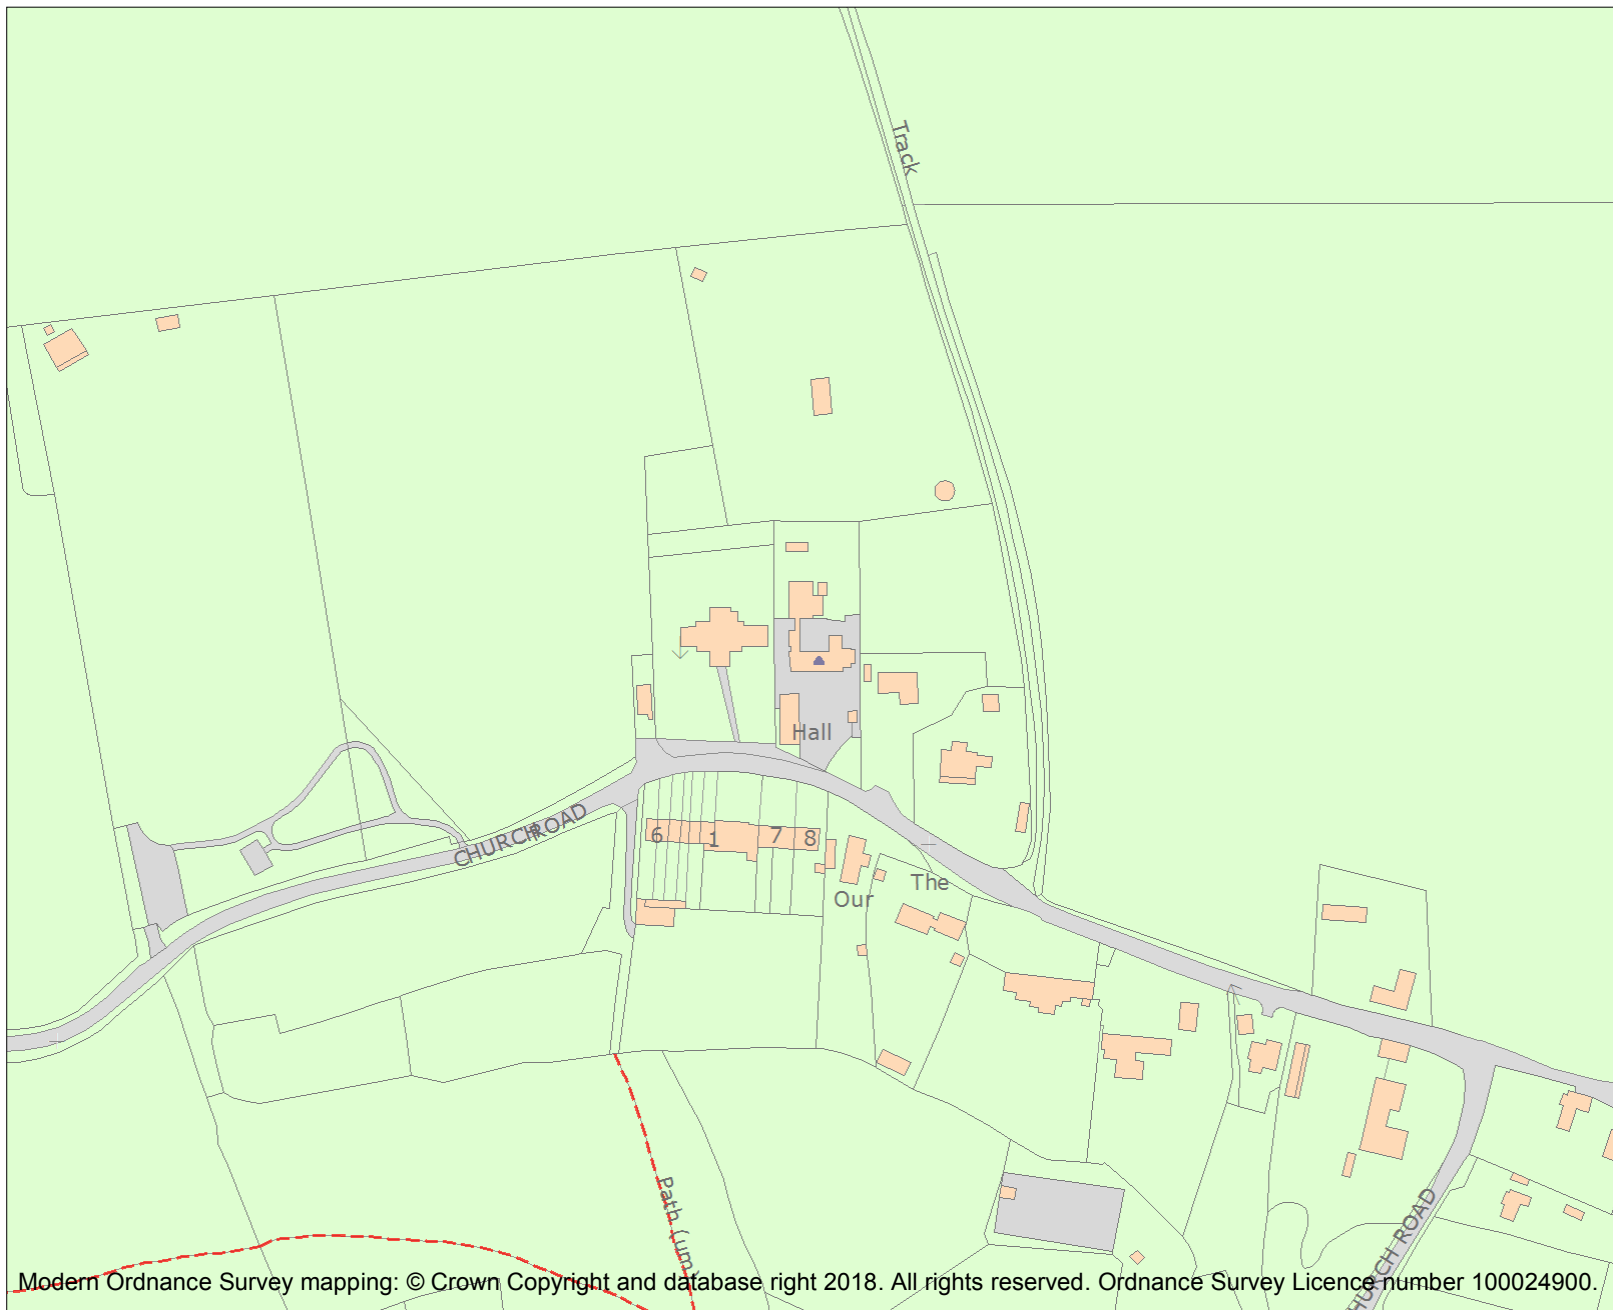 Track
Hall
CHURCH ROAD
6
1
7
8
The
Our
Path (um)
CHURCH ROAD
Modern Ordnance Survey mapping: © Crown Copyright and database right 2018. All rights reserved. Ordnance Survey Licence number 100024900.